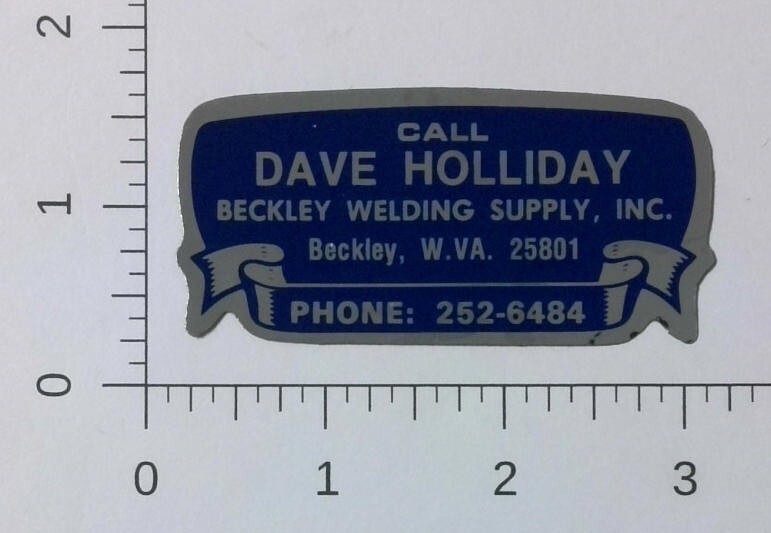 2
1
0
CALL
DAVE HOLLIDAY
BECKLEY WELDING SUPPLY, INC.
Beckley, W.VA. 25801
PHONE: 252-6484
0 1 2 3